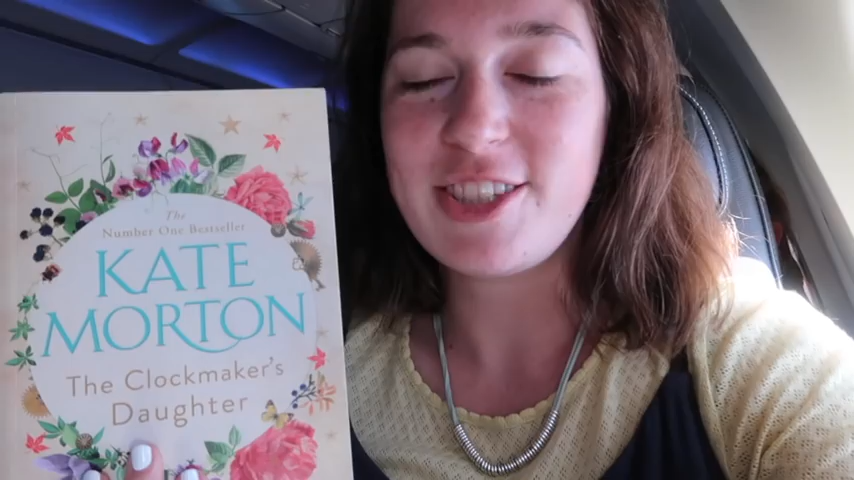 The
Number One Bestseller
KATE
MORTON
The Clockmaker's
Daughter